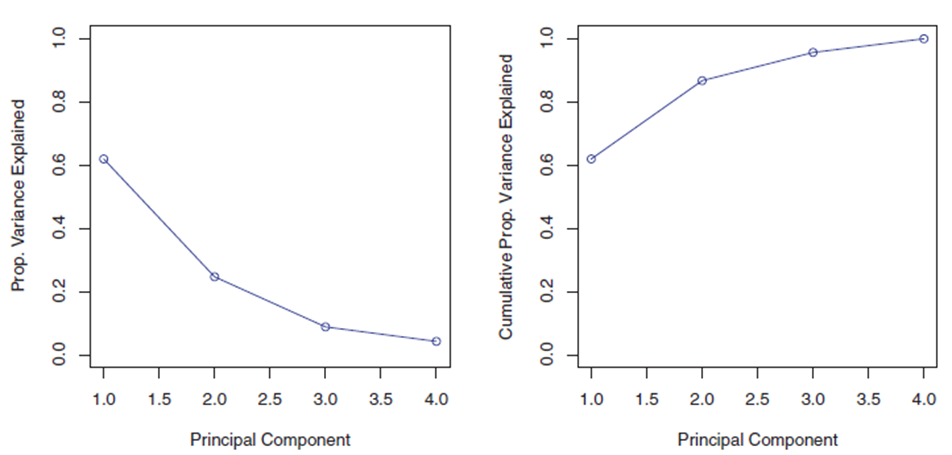 Prop. Variance Explained
1.0
0.8
0.6
0.4
0.2
0.0
1.0 1.5 2.0 2.5 3.0 3.5 4.0
Principal Component
Cumulative Prop. Variance Explained
1.0
0.8
0.6
0.4
0.2
0.0
1.0 1.5 2.0 2.5 3.0 3.5 4.0
Principal Component